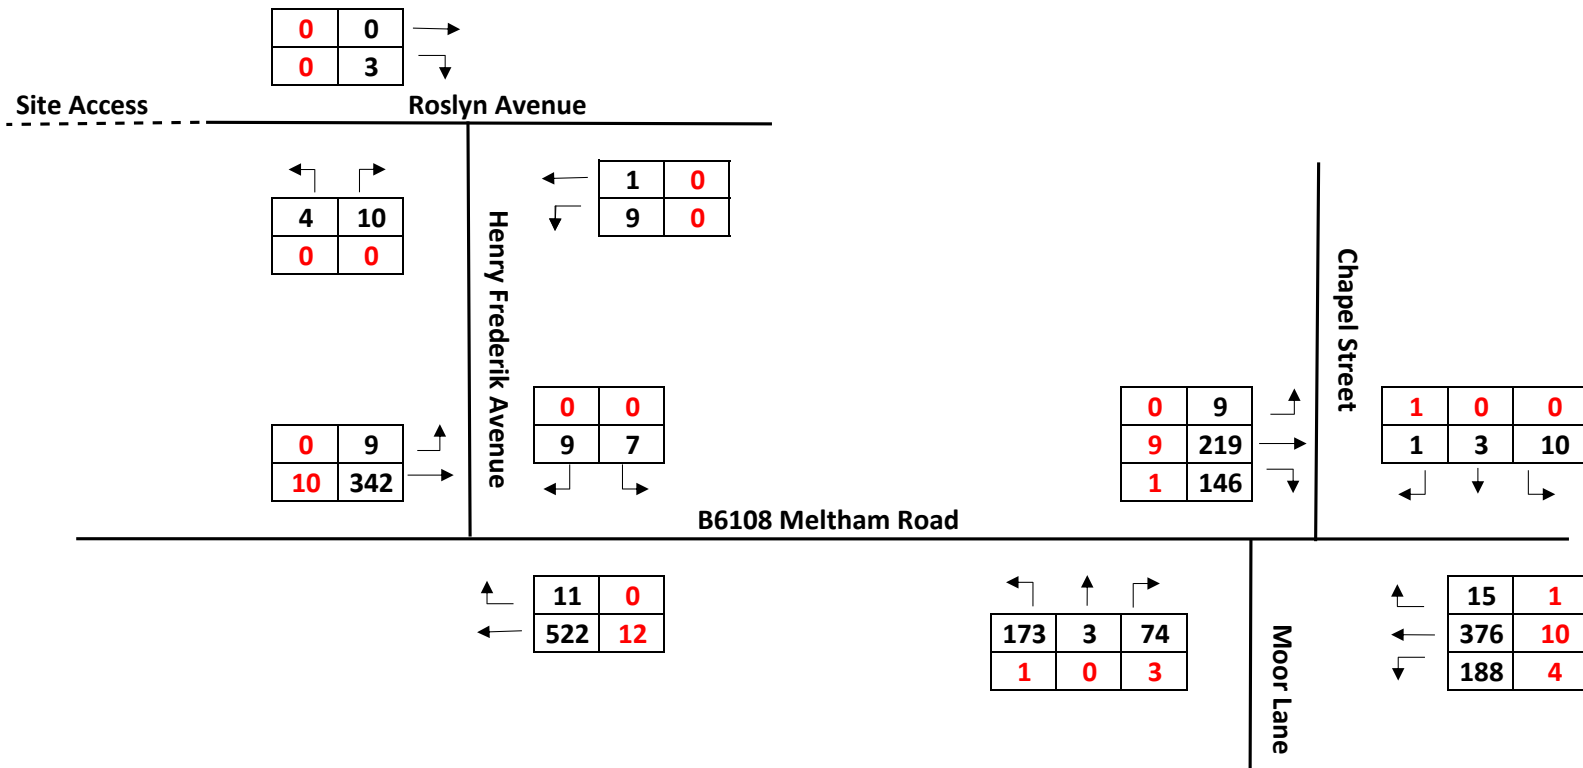 0 0
0 3
Site Access Roslyn Avenue
4 10
0 0
1 0
9 0
Henry Frederik Avenue
Chapel Street
0 9
10 342
0 0
9 7
0 9
9 219
1 146
1 0 0
1 3 10
B6108 Meltham Road
11 0
522 12
173 3 74
1 0 3
Moor Lane
15 1
376 10
188 4